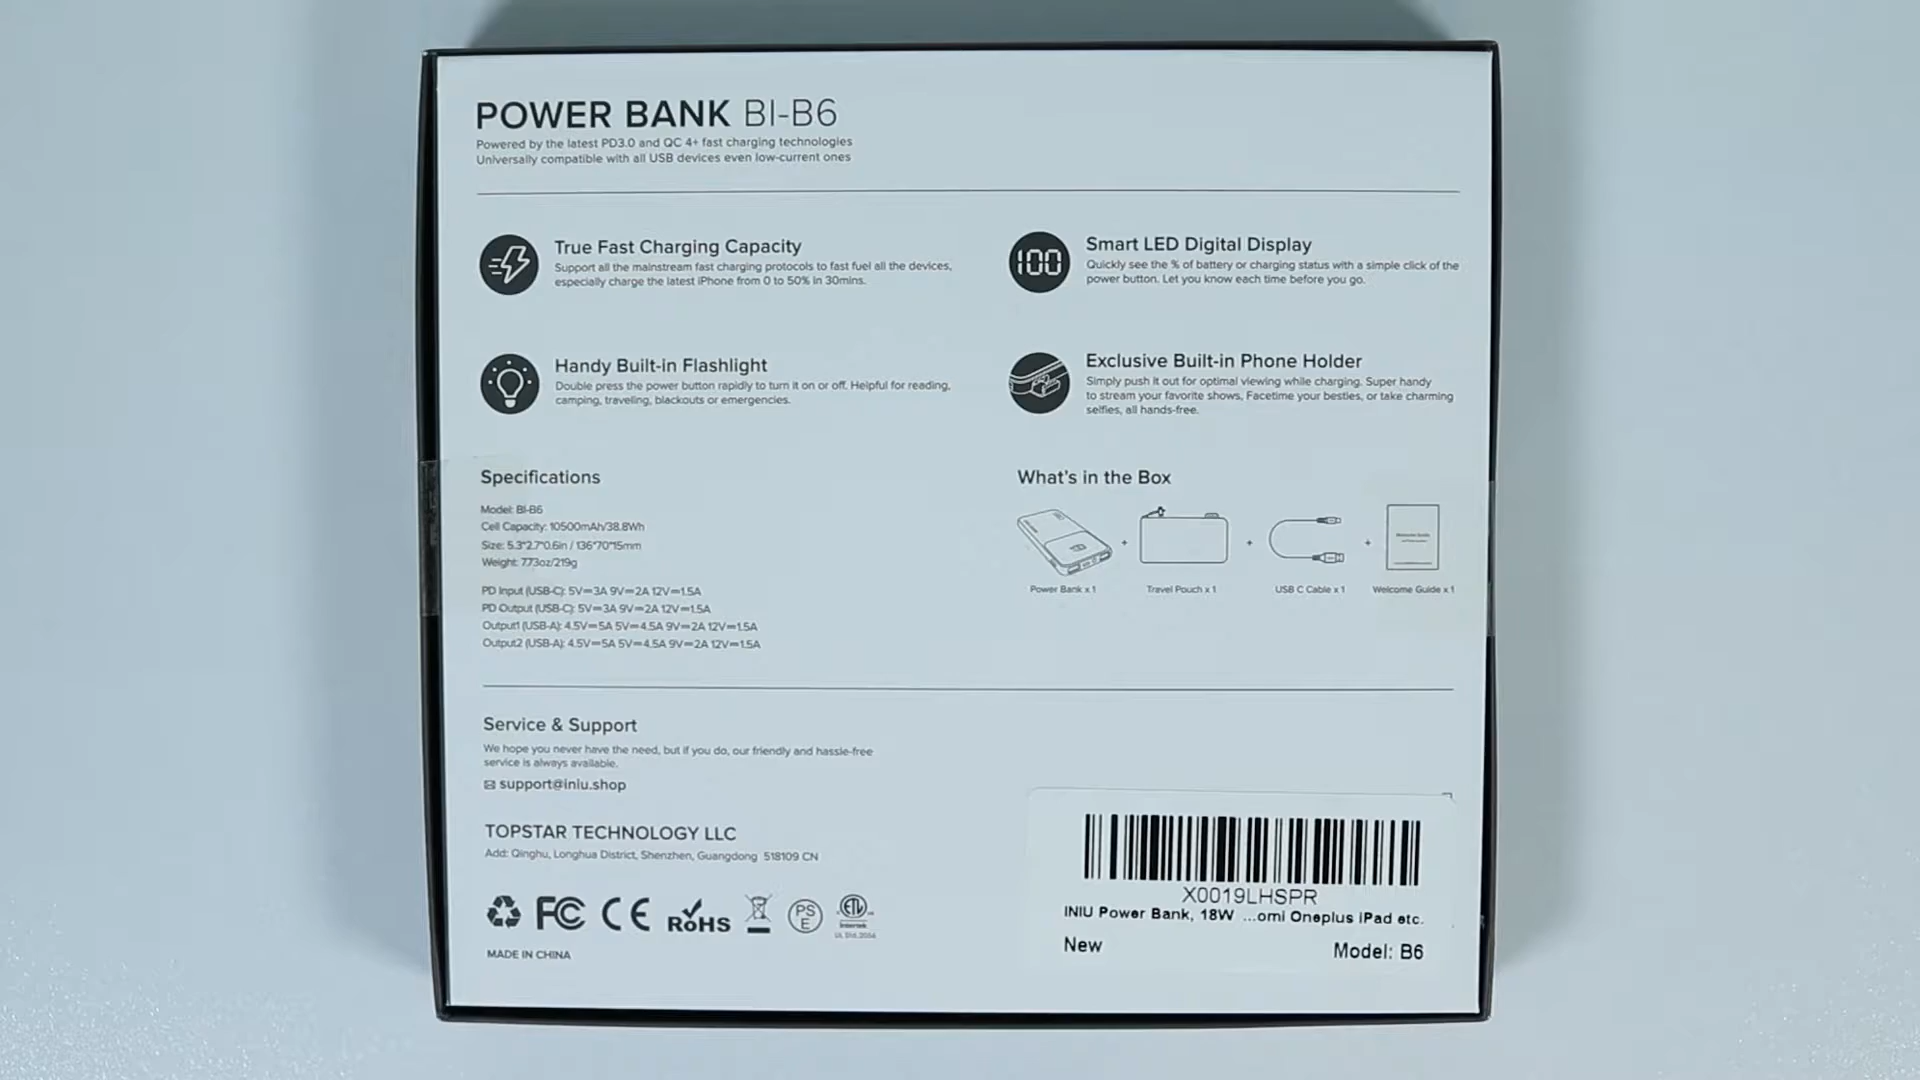 POWER BANK BI-B6
Powered by the latest PD3.0 and QC 4+ fast charging technologies
Universally compatible with all USB devices even low-current ones
True Fast Charging Capacity
Support all the mainstream fast charging protocols to fast fuel all the devices,
especially charge the latest iPhone from 0 to 50% in 30mins.
100
Smart LED Digital Display
Quickly see the % of battery or charging status with a simple click of the
power button. Let you know each time before you go.
Handy Built-in Flashlight
Double press the power button rapidly to turn it on or off. Helpful for reading,
camping, traveling, blackouts or emergencies.
Exclusive Built-in Phone Holder
Simply push it out for optimal viewing while charging. Super handy
to stream your favorite shows, Facetime your besties, or take charming
selfies, all hands-free.
Specifications
Model: BI-B6
Cell Capacity: 10500mAh/38.8Wh
Size: 5.3*2.7*0.6in / 136*70*15mm
Weight: 7.73oz/219g
PD Input (USB-C): 5V⎓3A 9V⎓2A 12V⎓1.5A
PD Output (USB-C): 5V⎓3A 9V⎓2A 12V⎓1.5A
Output1 (USB-A): 4.5V⎓5A 5V⎓4.5A 9V⎓2A 12V⎓1.5A
Output2 (USB-A): 4.5V⎓5A 5V⎓4.5A 9V⎓2A 12V⎓1.5A
What's in the Box
+ + +
Power Bank x 1 Travel Pouch x 1 USB C Cable x 1 Welcome Guide x 1
Service & Support
We hope you never have the need, but if you do, our friendly and hassle-free
service is always available.
support@iniu.shop
TOPSTAR TECHNOLOGY LLC
Add: Qinghu, Longhua District, Shenzhen, Guangdong 518109 CN
FC CE RoHS PSE ETL Intertek
MADE IN CHINA
X0019LHSPR
INIU Power Bank, 18W ...omi Oneplus iPad etc.
New Model: B6